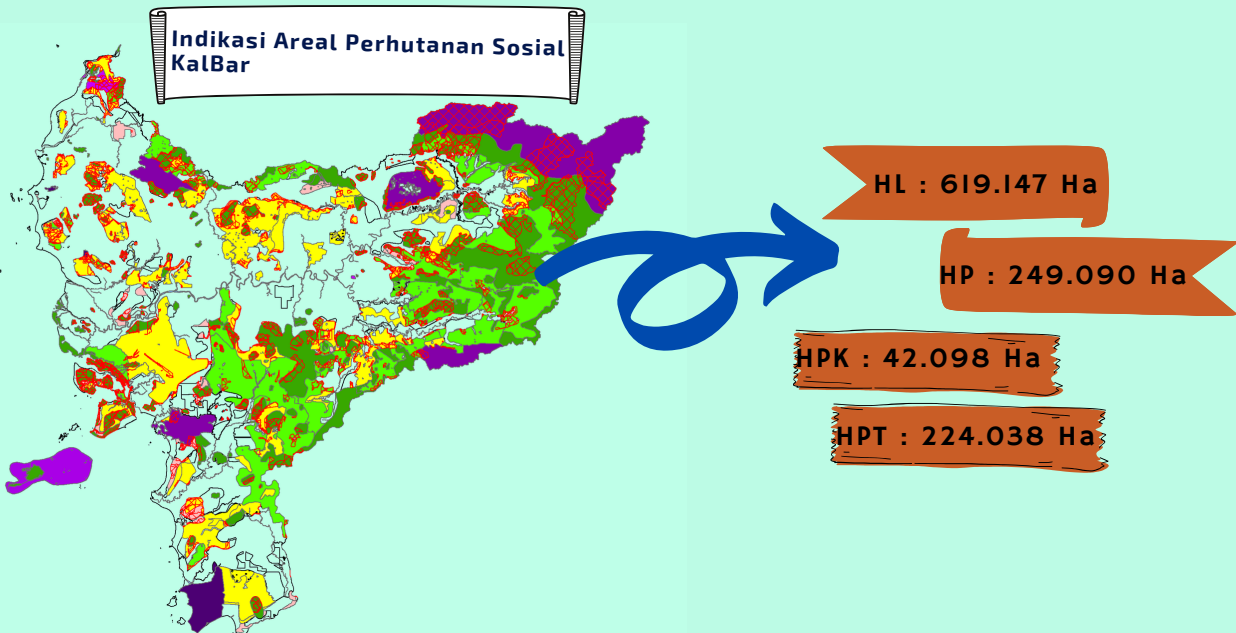 Indikasi Areal Perhutanan Sosial
KalBar
HL : 619.147 Ha
HP : 249.090 Ha
HPK : 42.098 Ha
HPT : 224.038 Ha